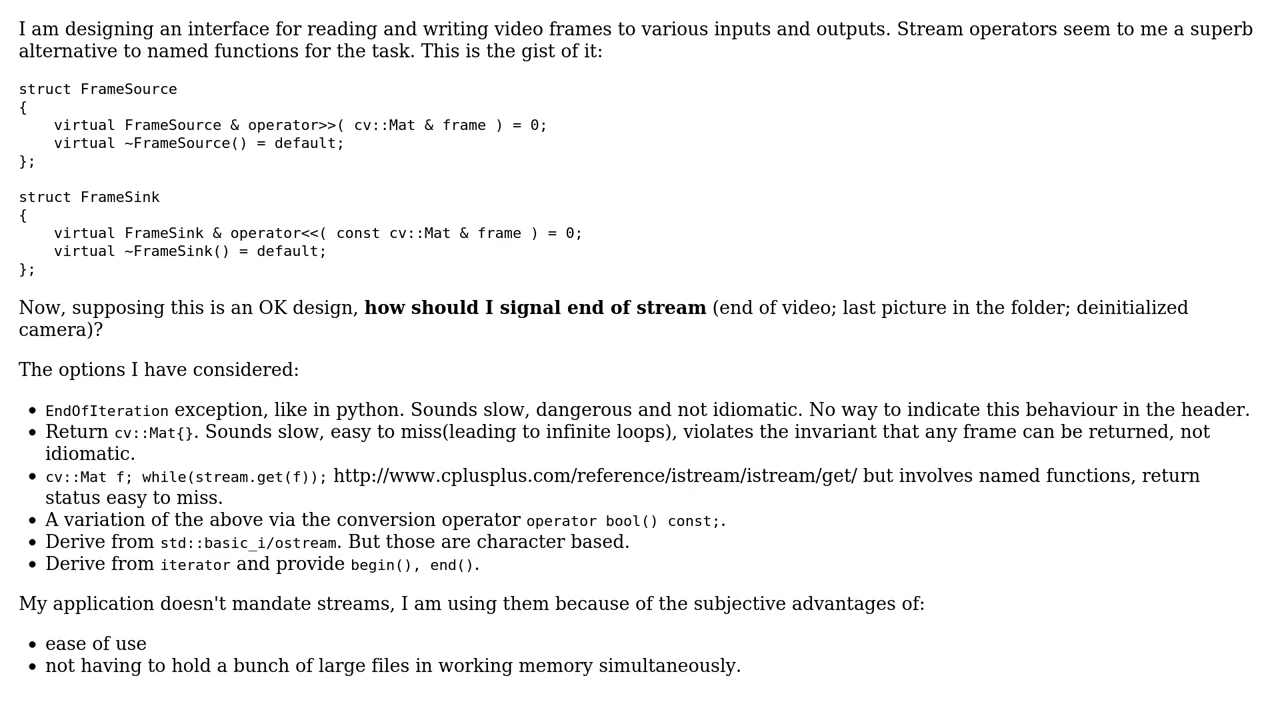 I am designing an interface for reading and writing video frames to various inputs and outputs. Stream operators seem to me a superb
alternative to named functions for the task. This is the gist of it:
struct FrameSource
{
    virtual FrameSource & operator>>( cv::Mat & frame ) = 0;
    virtual ~FrameSource() = default;
};
struct FrameSink
{
    virtual FrameSink & operator<<( const cv::Mat & frame ) = 0;
    virtual ~FrameSink() = default;
};
Now, supposing this is an OK design, how should I signal end of stream (end of video; last picture in the folder; deinitialized
camera)?
The options I have considered:
• EndOfIteration exception, like in python. Sounds slow, dangerous and not idiomatic. No way to indicate this behaviour in the header.
• Return cv::Mat{}. Sounds slow, easy to miss(leading to infinite loops), violates the invariant that any frame can be returned, not
idiomatic.
• cv::Mat f; while(stream.get(f)); http://www.cplusplus.com/reference/istream/istream/get/ but involves named functions, return
status easy to miss.
• A variation of the above via the conversion operator operator bool() const;.
• Derive from std::basic_i/ostream. But those are character based.
• Derive from iterator and provide begin(), end().
My application doesn't mandate streams, I am using them because of the subjective advantages of:
• ease of use
• not having to hold a bunch of large files in working memory simultaneously.